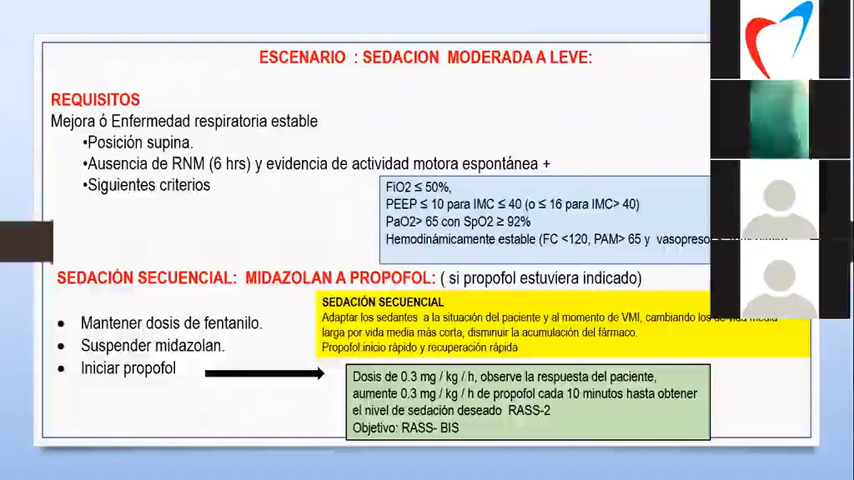 ESCENARIO : SEDACION MODERADA A LEVE:
REQUISITOS
Mejora ó Enfermedad respiratoria estable
•Posición supina.
•Ausencia de RNM (6 hrs) y evidencia de actividad motora espontánea +
•Siguientes criterios
FiO2 ≤ 50%,
PEEP ≤ 10 para IMC ≤ 40 (o ≤ 16 para IMC> 40)
PaO2> 65 con SpO2 ≥ 92%
Hemodinámicamente estable (FC <120, PAM> 65 y
SEDACIÓN SECUENCIAL: MIDAZOLAN A PROPOFOL: ( si propofol estuviera indicado)
SEDACIÓN SECUENCIAL
Adaptar los sedantes a la situación del paciente y al momento de VMI, cambiando los de vida media
larga por vida media más corta, disminuir la acumulación del fármaco.
Propofol:inicio rápido y recuperación rápida
• Mantener dosis de fentanilo.
• Suspender midazolan.
• Iniciar propofol
Dosis de 0.3 mg / kg / h, observe la respuesta del paciente,
aumente 0,3 mg / kg / h de propofol cada 10 minutos hasta obtener
el nivel de sedación deseado RASS-2
Objetivo: RASS- BIS